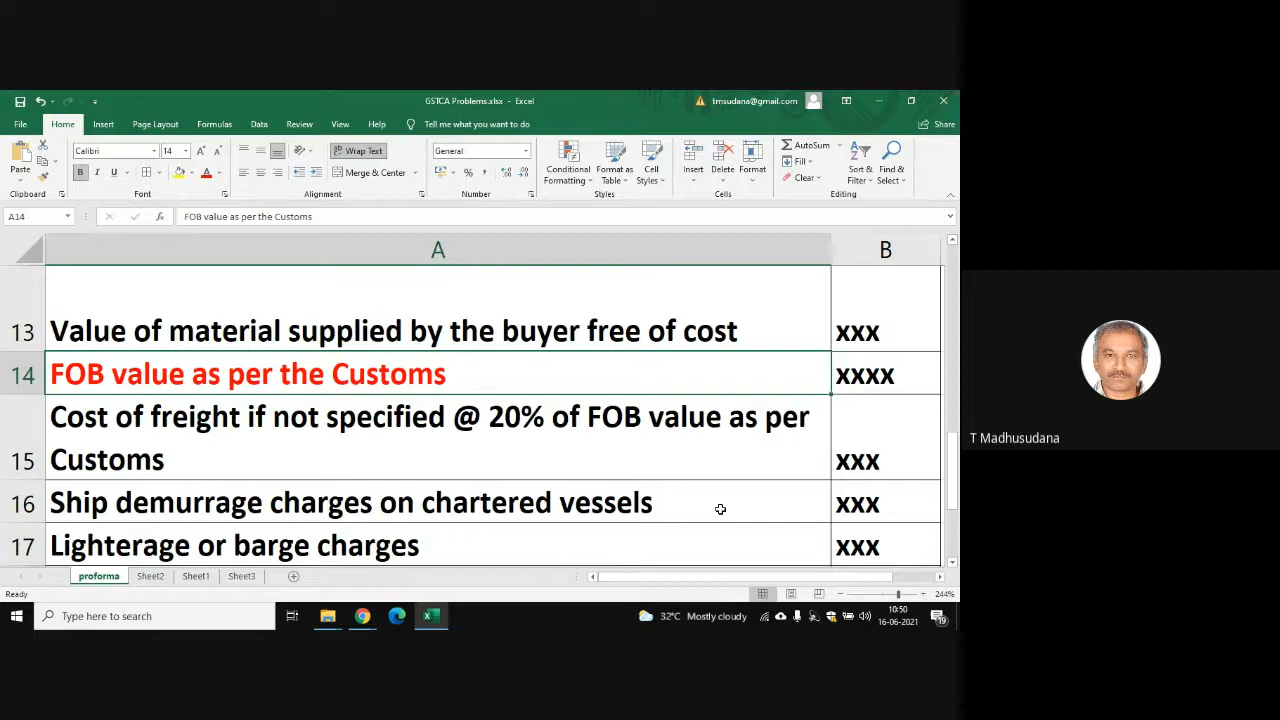 GSTCA Problems.xlsx - Excel
tmsudana@gmail.com
File Home Insert Page Layout Formulas Data Review View Help Tell me what you want to do Share
Paste
Clipboard
Calibri 14
B I U
Font
Wrap Text
Merge & Center
Alignment
General
Number
Conditional Formatting
Format as Table
Cell Styles
Styles
Insert Delete Format
Cells
AutoSum
Fill
Clear
Sort & Filter
Find & Select
Editing
A14 fx FOB value as per the Customs
A B
13 Value of material supplied by the buyer free of cost xxx
14 FOB value as per the Customs xxxx
Cost of freight if not specified @ 20% of FOB value as per
15 Customs xxx
16 Ship demurrage charges on chartered vessels xxx
17 Lighterage or barge charges xxx
T Madhusudana
proforma Sheet2 Sheet1 Sheet3
Ready 244%
Type here to search 32°C Mostly cloudy 10:50
16-06-2021 19